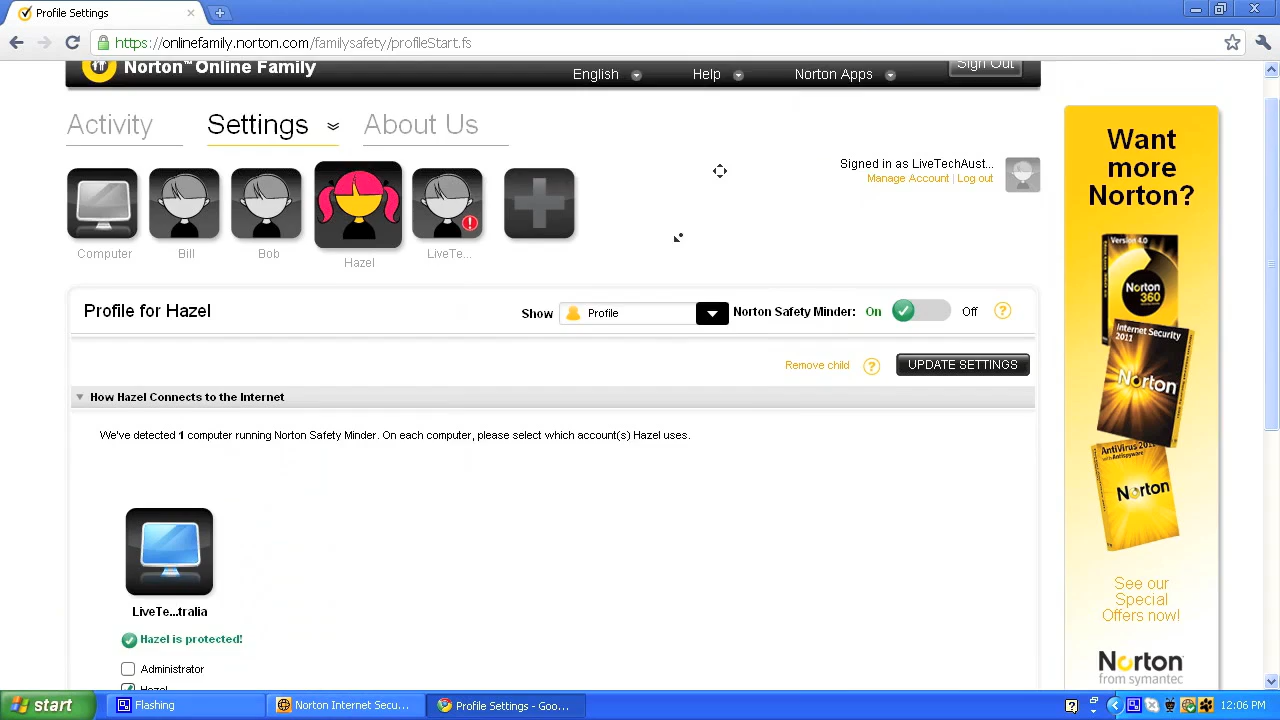 Profile Settings
https://onlinefamily.norton.com/familysafety/profileStart.fs
Norton™ Online Family
English
Help
Norton Apps
Sign Out
Activity
Settings
About Us
Signed in as LiveTechAust...
Manage Account | Log out
Computer
Bill
Bob
Hazel
LiveTe...
Profile for Hazel
Show
Profile
Norton Safety Minder:
On
Off
?
Remove child
?
UPDATE SETTINGS
How Hazel Connects to the Internet
We've detected 1 computer running Norton Safety Minder. On each computer, please select which account(s) Hazel uses.
LiveTe...tralia
Hazel is protected!
Administrator
Hazel
Want
more
Norton?
Version 4.0
Norton
360
Internet Security
2011
Norton
AntiVirus 2011
with Antispyware
Norton
See our
Special
Offers now!
Norton
from symantec
start
Flashing
Norton Internet Secu...
Profile Settings - Goo...
12:06 PM